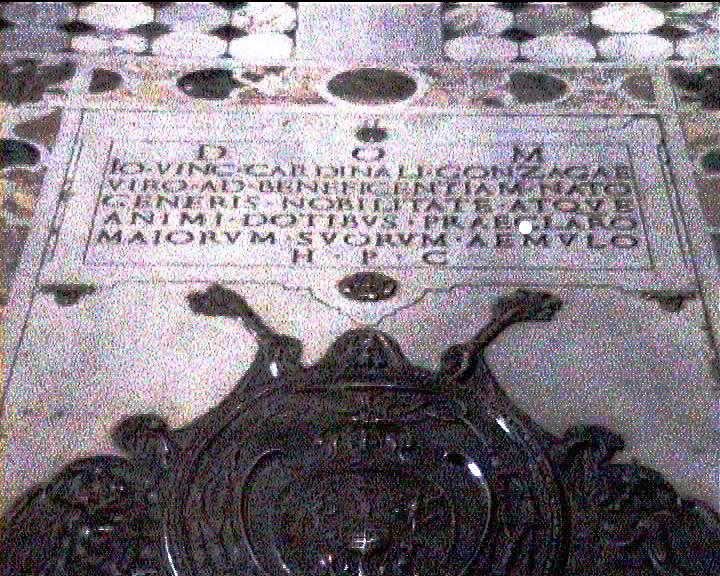 D O M
IO·VINC·CARDINALI·GONZAGAE
VIRO·AD·BENEFICENTIAM·NATO
GENERIS·NOBILITATE·ATQVE
ANIMI·DOTIBVS·PRAECLARO
MAIORVM·SVORVM·AEMVLO
H·P·C